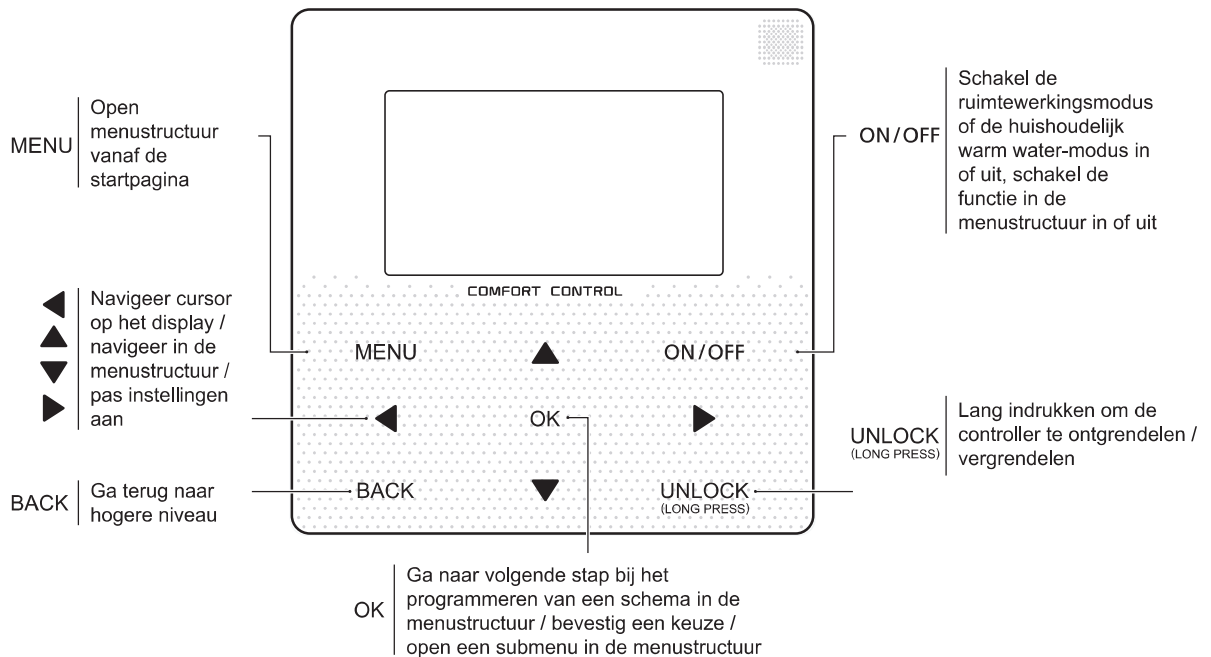 MENU
Open
menustructuur
vanaf de
startpagina
Navigeer cursor
op het display /
navigeer in de
menustructuur /
pas instellingen
aan
BACK
Ga terug naar
hogere niveau
COMFORT CONTROL
MENU
ON/OFF
OK
BACK
UNLOCK
(LONG PRESS)
ON/OFF
Schakel de
ruimtewerkingsmodus
of de huishoudelijk
warm water-modus in
of uit, schakel de
functie in de
menustructuur in of uit
UNLOCK
(LONG PRESS)
Lang indrukken om de
controller te ontgrendelen /
vergrendelen
OK
Ga naar volgende stap bij het
programmeren van een schema in de
menustructuur / bevestig een keuze /
open een submenu in de menustructuur